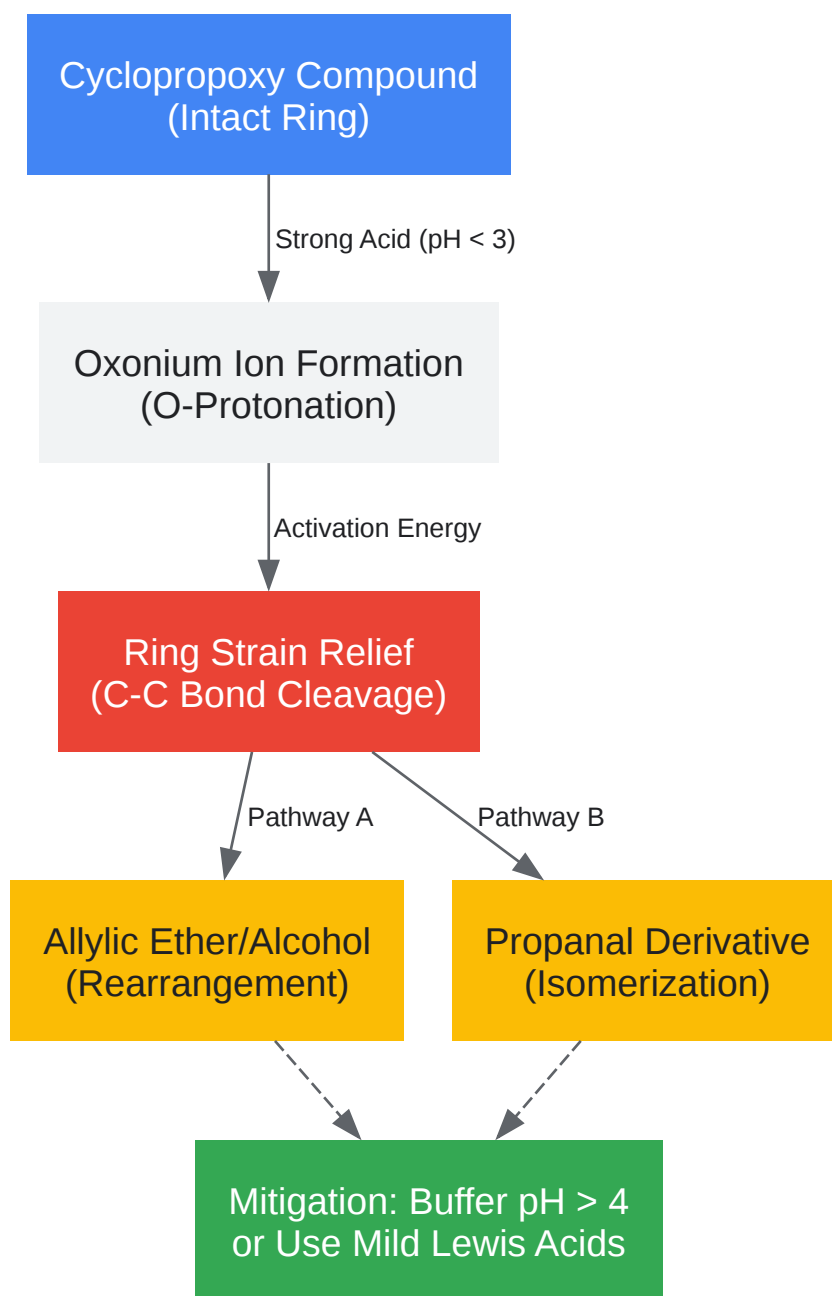 Cyclopropoxy Compound
(Intact Ring)
Strong Acid (pH < 3)
Oxonium Ion Formation
(O-Protonation)
Activation Energy
Ring Strain Relief
(C-C Bond Cleavage)
Pathway A
Pathway B
Allylic Ether/Alcohol
(Rearrangement)
Propanal Derivative
(Isomerization)
Mitigation: Buffer pH > 4
or Use Mild Lewis Acids